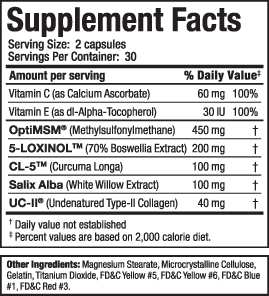 Supplement Facts
Serving Size: 2 capsules
Servings Per Container: 30
Amount per serving % Daily Value‡
Vitamin C (as Calcium Ascorbate) 60 mg 100%
Vitamin E (as dl-Alpha-Tocopherol) 30 IU 100%
OptiMSM® (Methylsulfonylmethane) 450 mg †
5-LOXINOL™ (70% Boswellia Extract) 200 mg †
CL-5™ (Curcuma Longa) 100 mg †
Salix Alba (White Willow Extract) 100 mg †
UC-II® (Undenatured Type-II Collagen) 40 mg †
† Daily value not established
‡ Percent values are based on 2,000 calorie diet.
Other Ingredients: Magnesium Stearate, Microcrystalline Cellulose,
Gelatin, Titanium Dioxide, FD&C Yellow #5, FD&C Yellow #6, FD&C Blue
#1, FD&C Red #3.